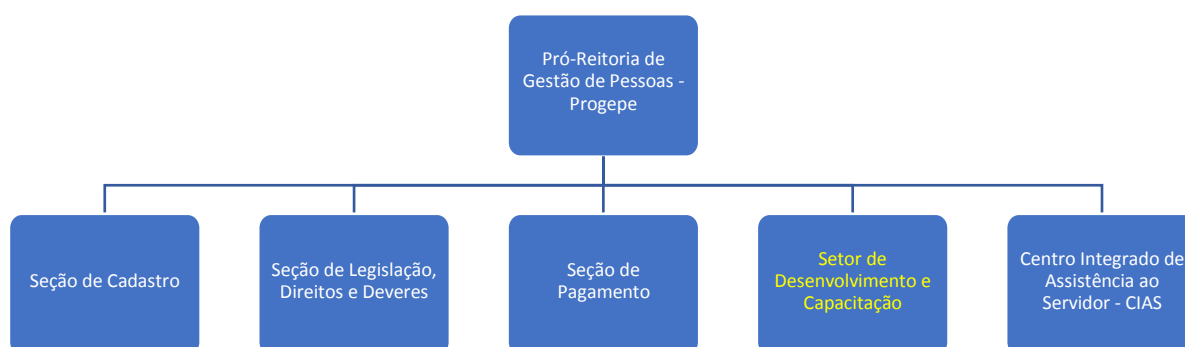 Pró-Reitoria de
Gestão de Pessoas -
Progepe
Seção de Cadastro
Seção de Legislação,
Direitos e Deveres
Seção de
Pagamento
Setor de
Desenvolvimento e
Capacitação
Centro Integrado de
Assistência ao
Servidor - CIAS